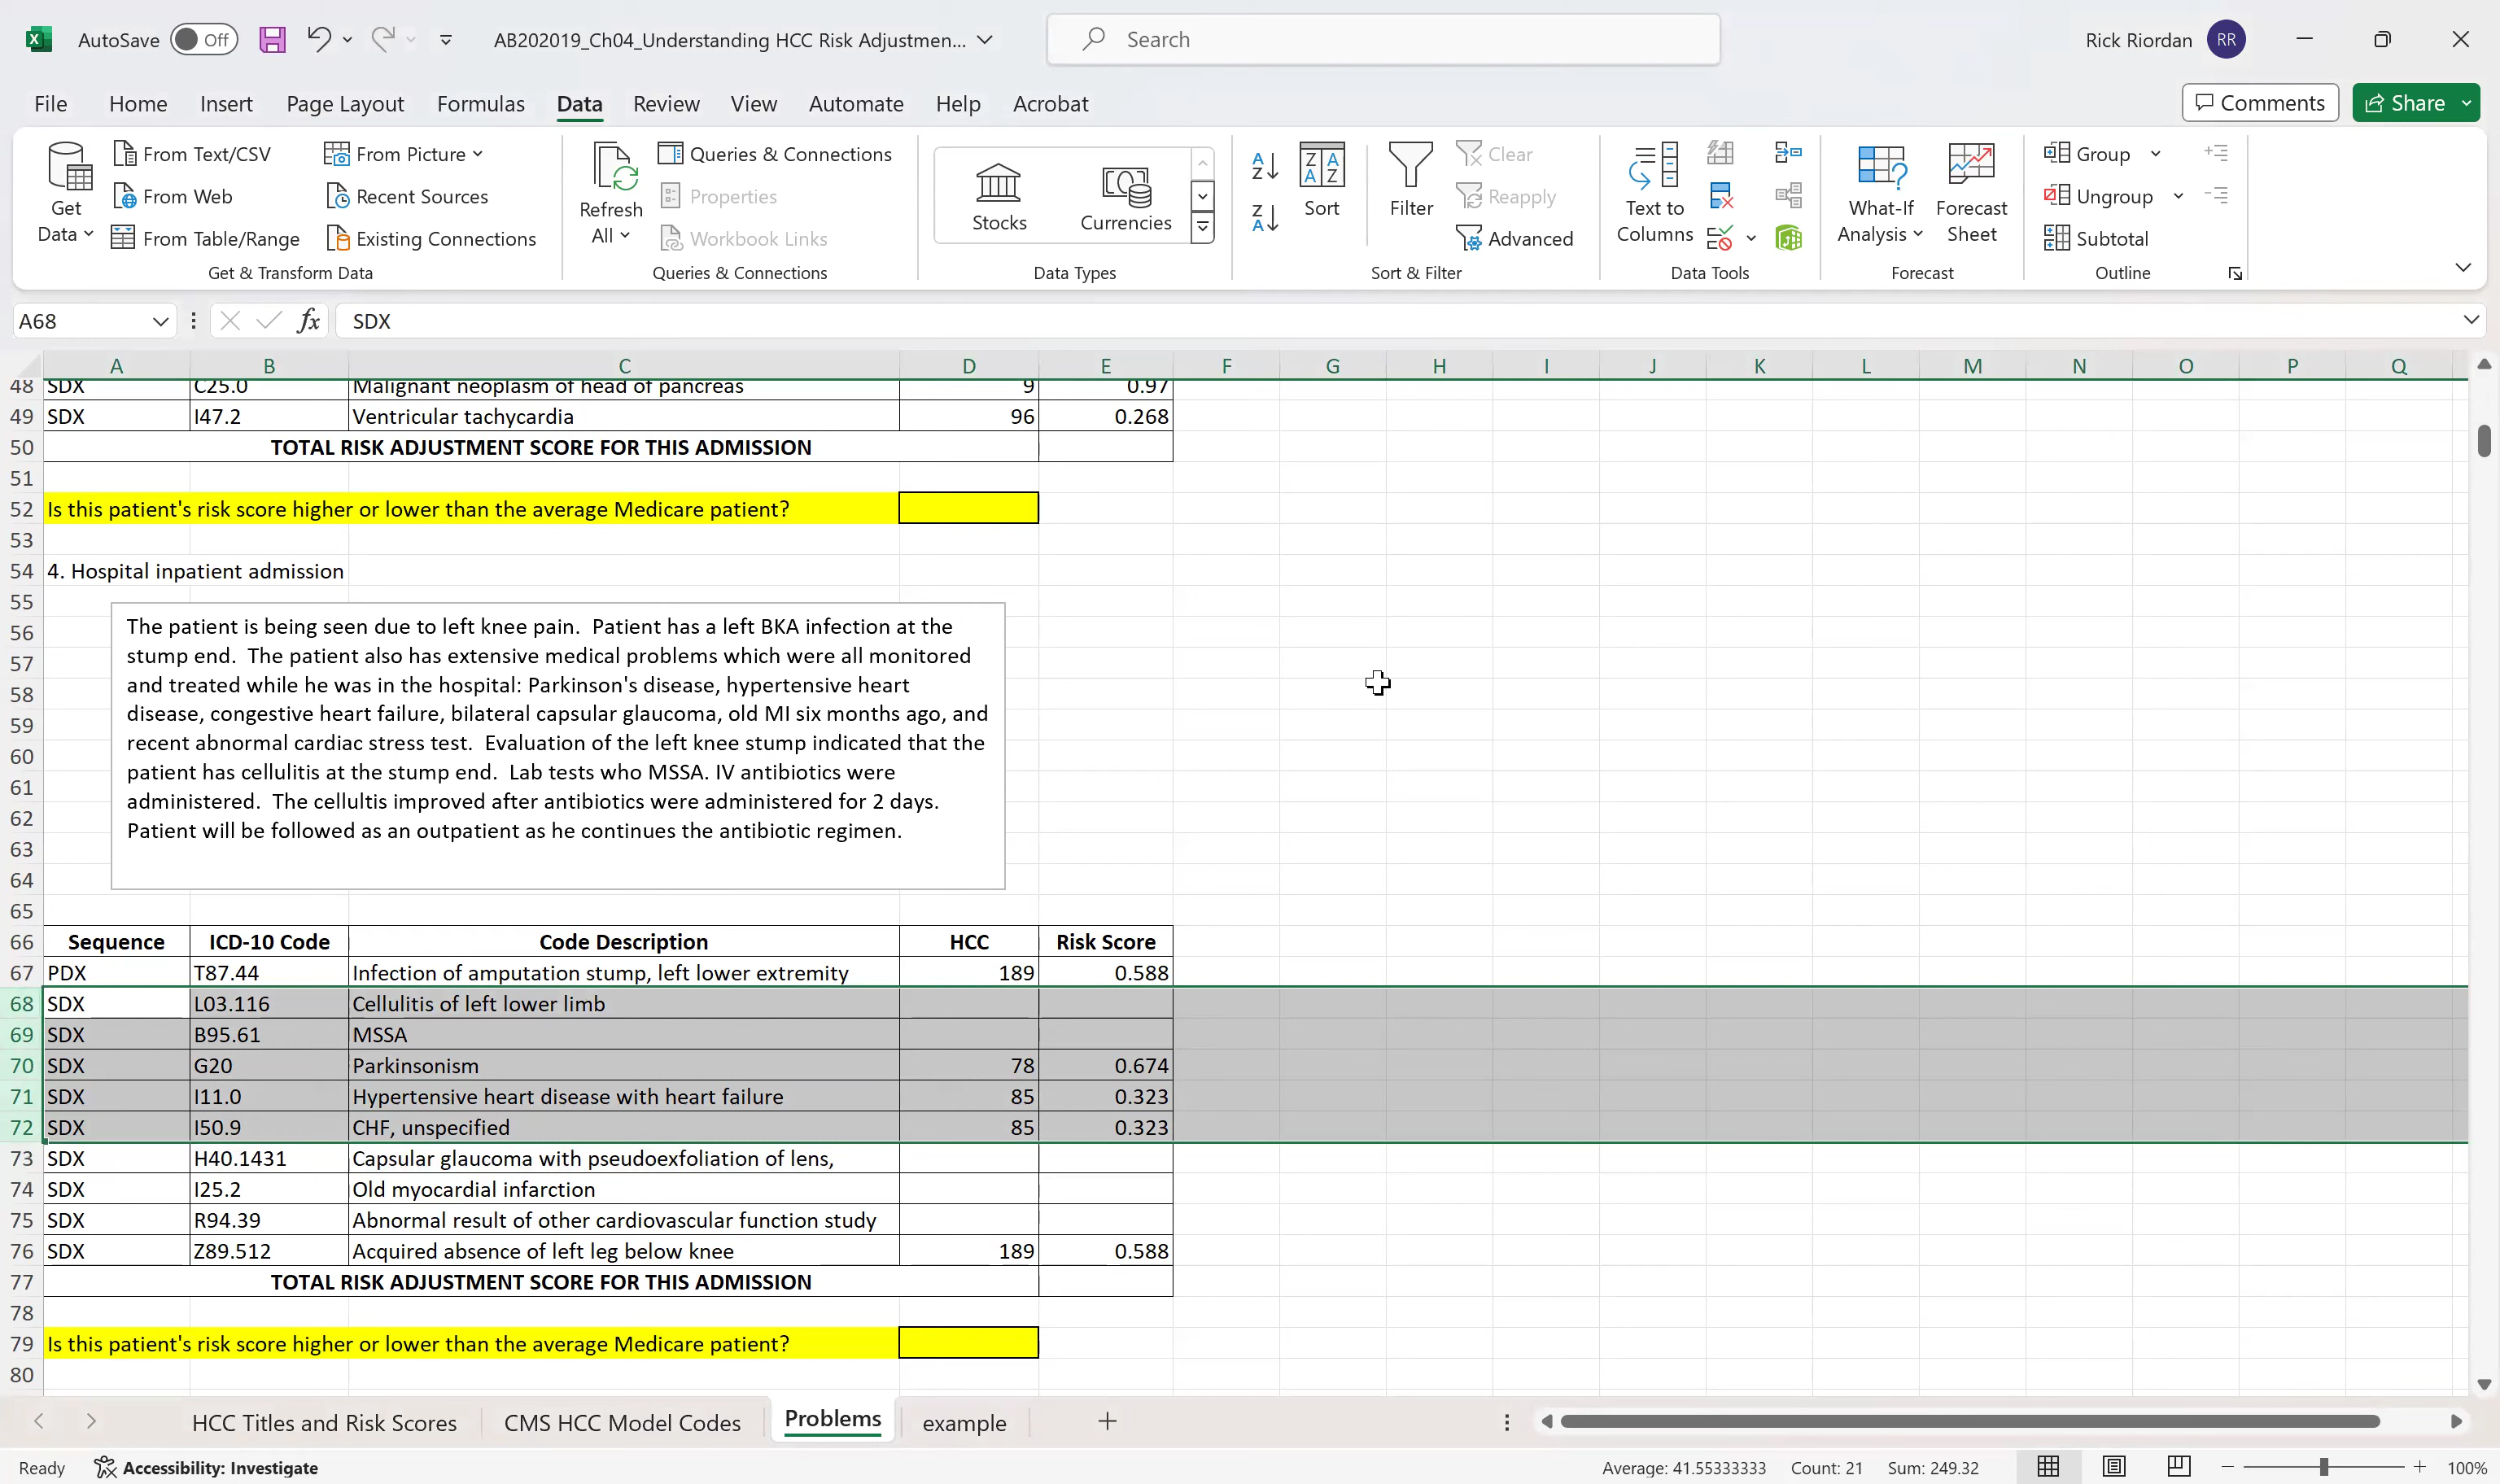 AutoSave Off AB202019_Ch04_Understanding HCC Risk Adjustmen... Search Rick Riordan RR
File Home Insert Page Layout Formulas Data Review View Automate Help Acrobat Comments Share
Get Data From Text/CSV From Web From Table/Range From Picture Recent Sources Existing Connections
Get & Transform Data
Refresh All Queries & Connections Properties Workbook Links
Queries & Connections
Stocks Currencies
Data Types
Sort Filter Clear Reapply Advanced
Sort & Filter
Text to Columns
Data Tools
What-If Analysis Forecast Sheet
Forecast
Group Ungroup Subtotal
Outline
A68 fx SDX
A B C D E F G H I J K L M N O P Q
48 SDX C25.0 Malignant neoplasm of head of pancreas 9 0.97
49 SDX I47.2 Ventricular tachycardia 96 0.268
50 TOTAL RISK ADJUSTMENT SCORE FOR THIS ADMISSION
51
52 Is this patient's risk score higher or lower than the average Medicare patient?
53
54 4. Hospital inpatient admission
55
56
57
58
59
60
61
62
63
64
The patient is being seen due to left knee pain. Patient has a left BKA infection at the
stump end. The patient also has extensive medical problems which were all monitored
and treated while he was in the hospital: Parkinson's disease, hypertensive heart
disease, congestive heart failure, bilateral capsular glaucoma, old MI six months ago, and
recent abnormal cardiac stress test. Evaluation of the left knee stump indicated that the
patient has cellulitis at the stump end. Lab tests who MSSA. IV antibiotics were
administered. The cellultis improved after antibiotics were administered for 2 days.
Patient will be followed as an outpatient as he continues the antibiotic regimen.
65
66 Sequence ICD-10 Code Code Description HCC Risk Score
67 PDX T87.44 Infection of amputation stump, left lower extremity 189 0.588
68 SDX L03.116 Cellulitis of left lower limb
69 SDX B95.61 MSSA
70 SDX G20 Parkinsonism 78 0.674
71 SDX I11.0 Hypertensive heart disease with heart failure 85 0.323
72 SDX I50.9 CHF, unspecified 85 0.323
73 SDX H40.1431 Capsular glaucoma with pseudoexfoliation of lens,
74 SDX I25.2 Old myocardial infarction
75 SDX R94.39 Abnormal result of other cardiovascular function study
76 SDX Z89.512 Acquired absence of left leg below knee 189 0.588
77 TOTAL RISK ADJUSTMENT SCORE FOR THIS ADMISSION
78
79 Is this patient's risk score higher or lower than the average Medicare patient?
80
HCC Titles and Risk Scores CMS HCC Model Codes Problems example
Ready Accessibility: Investigate Average: 41.55333333 Count: 21 Sum: 249.32 100%